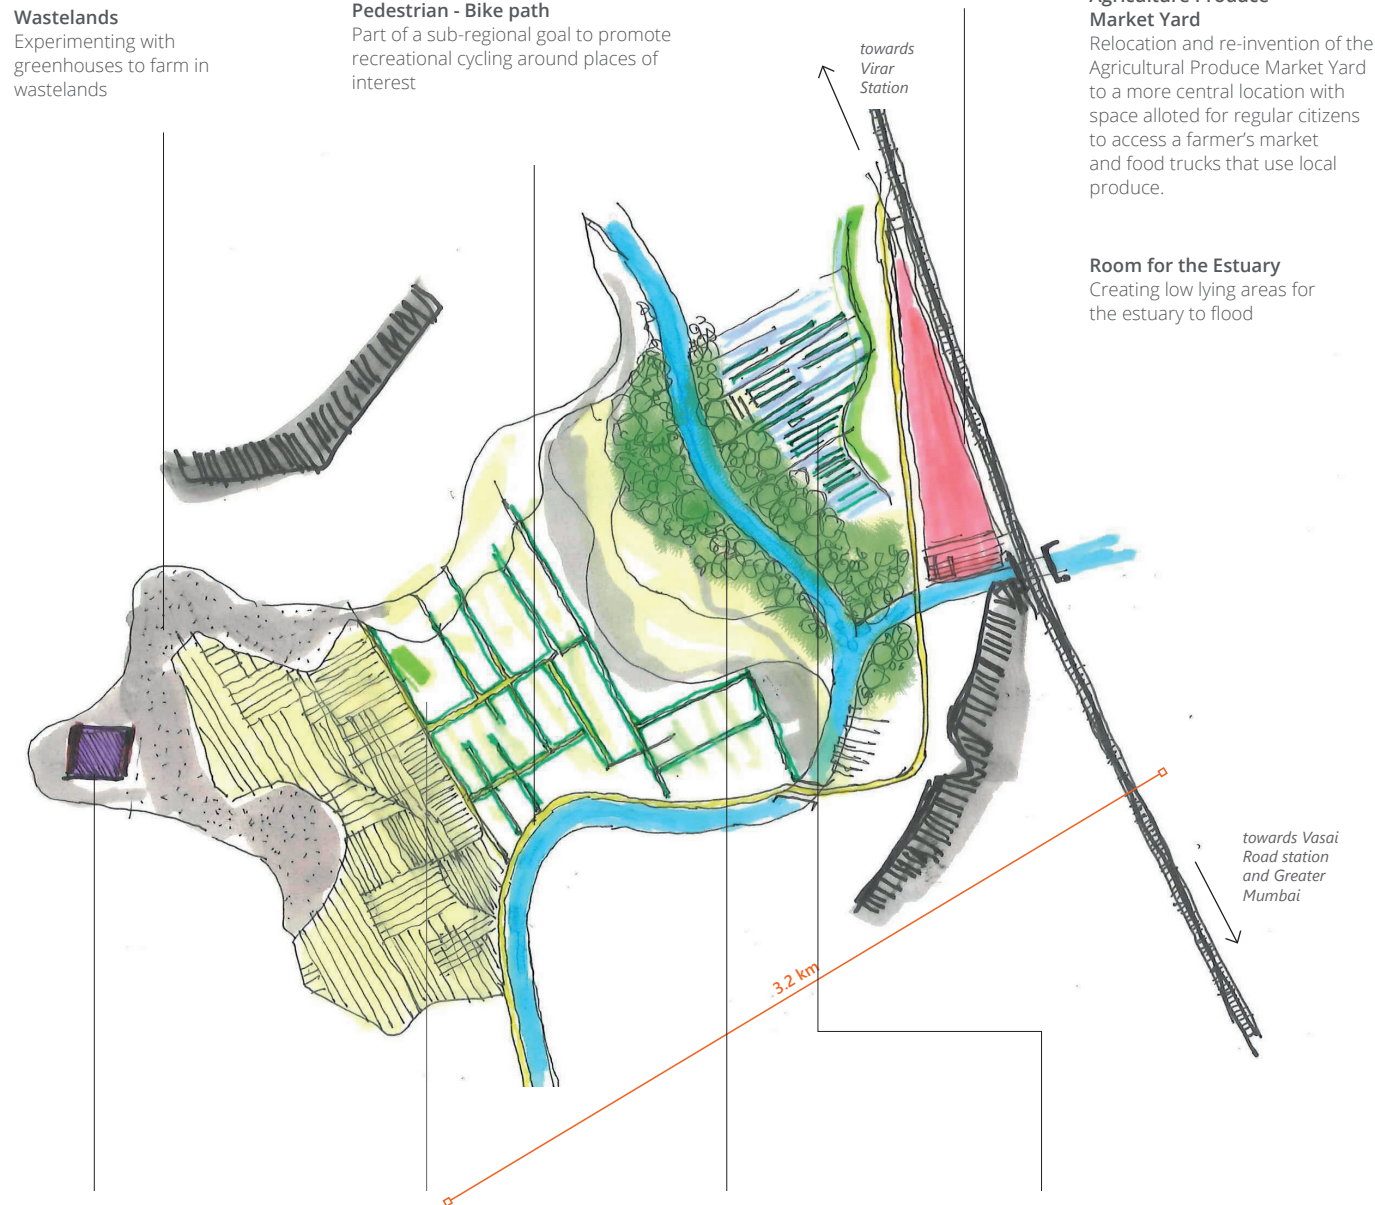 Wastelands
Experimenting with
greenhouses to farm in
wastelands
Pedestrian - Bike path
Part of a sub-regional goal to promote
recreational cycling around places of
interest
towards
Virar
Station
Agriculture Produce
Market Yard
Relocation and re-invention of the
Agricultural Produce Market Yard
to a more central location with
space alloted for regular citizens
to access a farmer’s market
and food trucks that use local
produce.
Room for the Estuary
Creating low lying areas for
the estuary to flood
3.2 km
towards Vasai
Road station
and Greater
Mumbai